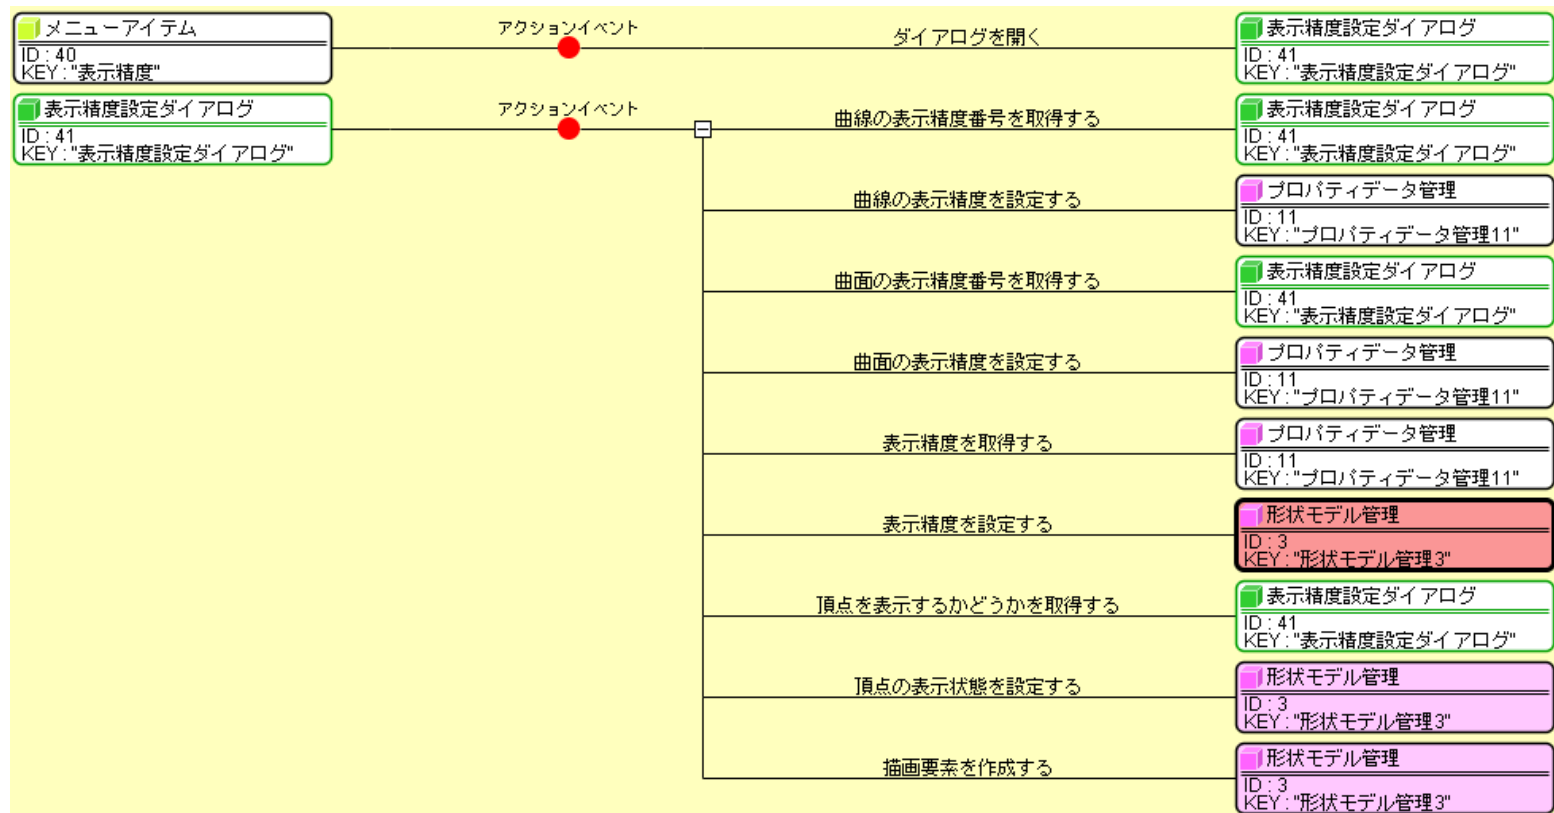 メニューアイテム
ID : 40
KEY : "表示精度"
アクションイベント
ダイアログを開く
表示精度設定ダイアログ
ID : 41
KEY : "表示精度設定ダイアログ"
表示精度設定ダイアログ
ID : 41
KEY : "表示精度設定ダイアログ"
アクションイベント
曲線の表示精度番号を取得する
表示精度設定ダイアログ
ID : 41
KEY : "表示精度設定ダイアログ"
曲線の表示精度を設定する
プロパティデータ管理
ID : 11
KEY : "プロパティデータ管理11"
曲面の表示精度番号を取得する
表示精度設定ダイアログ
ID : 41
KEY : "表示精度設定ダイアログ"
曲面の表示精度を設定する
プロパティデータ管理
ID : 11
KEY : "プロパティデータ管理11"
表示精度を取得する
プロパティデータ管理
ID : 11
KEY : "プロパティデータ管理11"
表示精度を設定する
形状モデル管理
ID : 3
KEY : "形状モデル管理3"
頂点を表示するかどうかを取得する
表示精度設定ダイアログ
ID : 41
KEY : "表示精度設定ダイアログ"
頂点の表示状態を設定する
形状モデル管理
ID : 3
KEY : "形状モデル管理3"
描画要素を作成する
形状モデル管理
ID : 3
KEY : "形状モデル管理3"